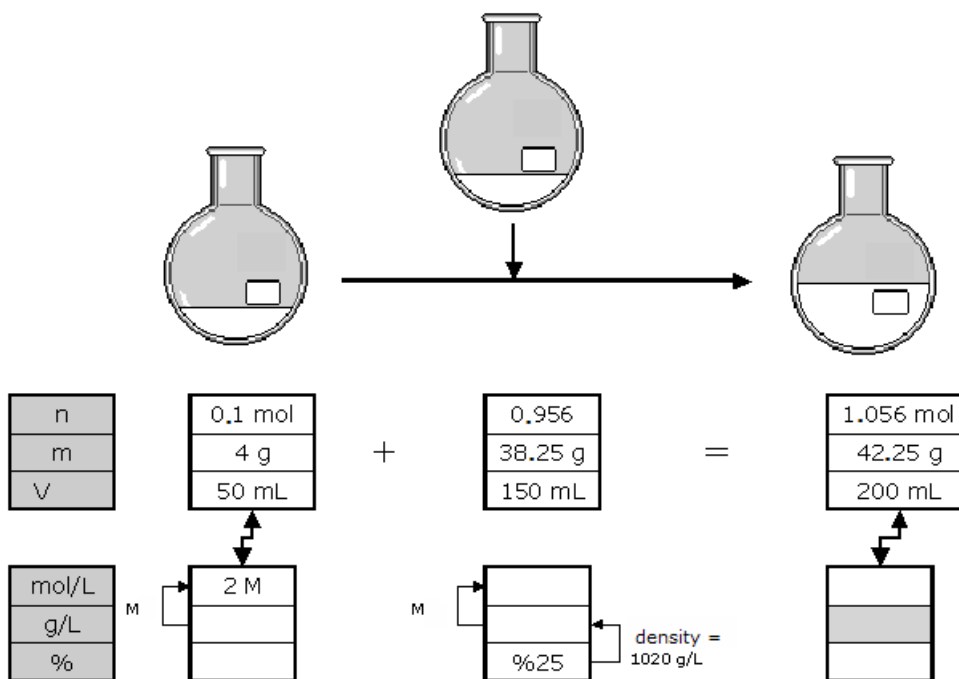 n 0.1 mol 0.956 1.056 mol
m 4 g + 38.25 g = 42.25 g
V 50 mL 150 mL 200 mL
mol/L 2 M
M M
g/L
density =
1020 g/L
% %25